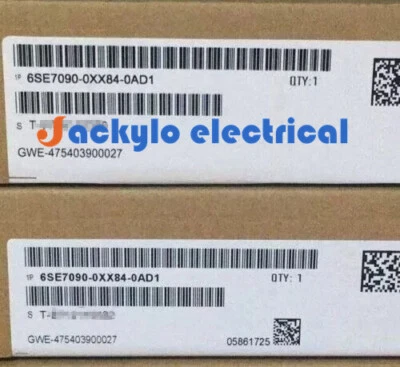 1P 6SE7090-0XX84-0AD1 QTY: 1
Jackylo electrical
S T-
GWE-475403900027
1P 6SE7090-0XX84-0AD1 QTY: 1
S T-
GWE-475403900027 05861725